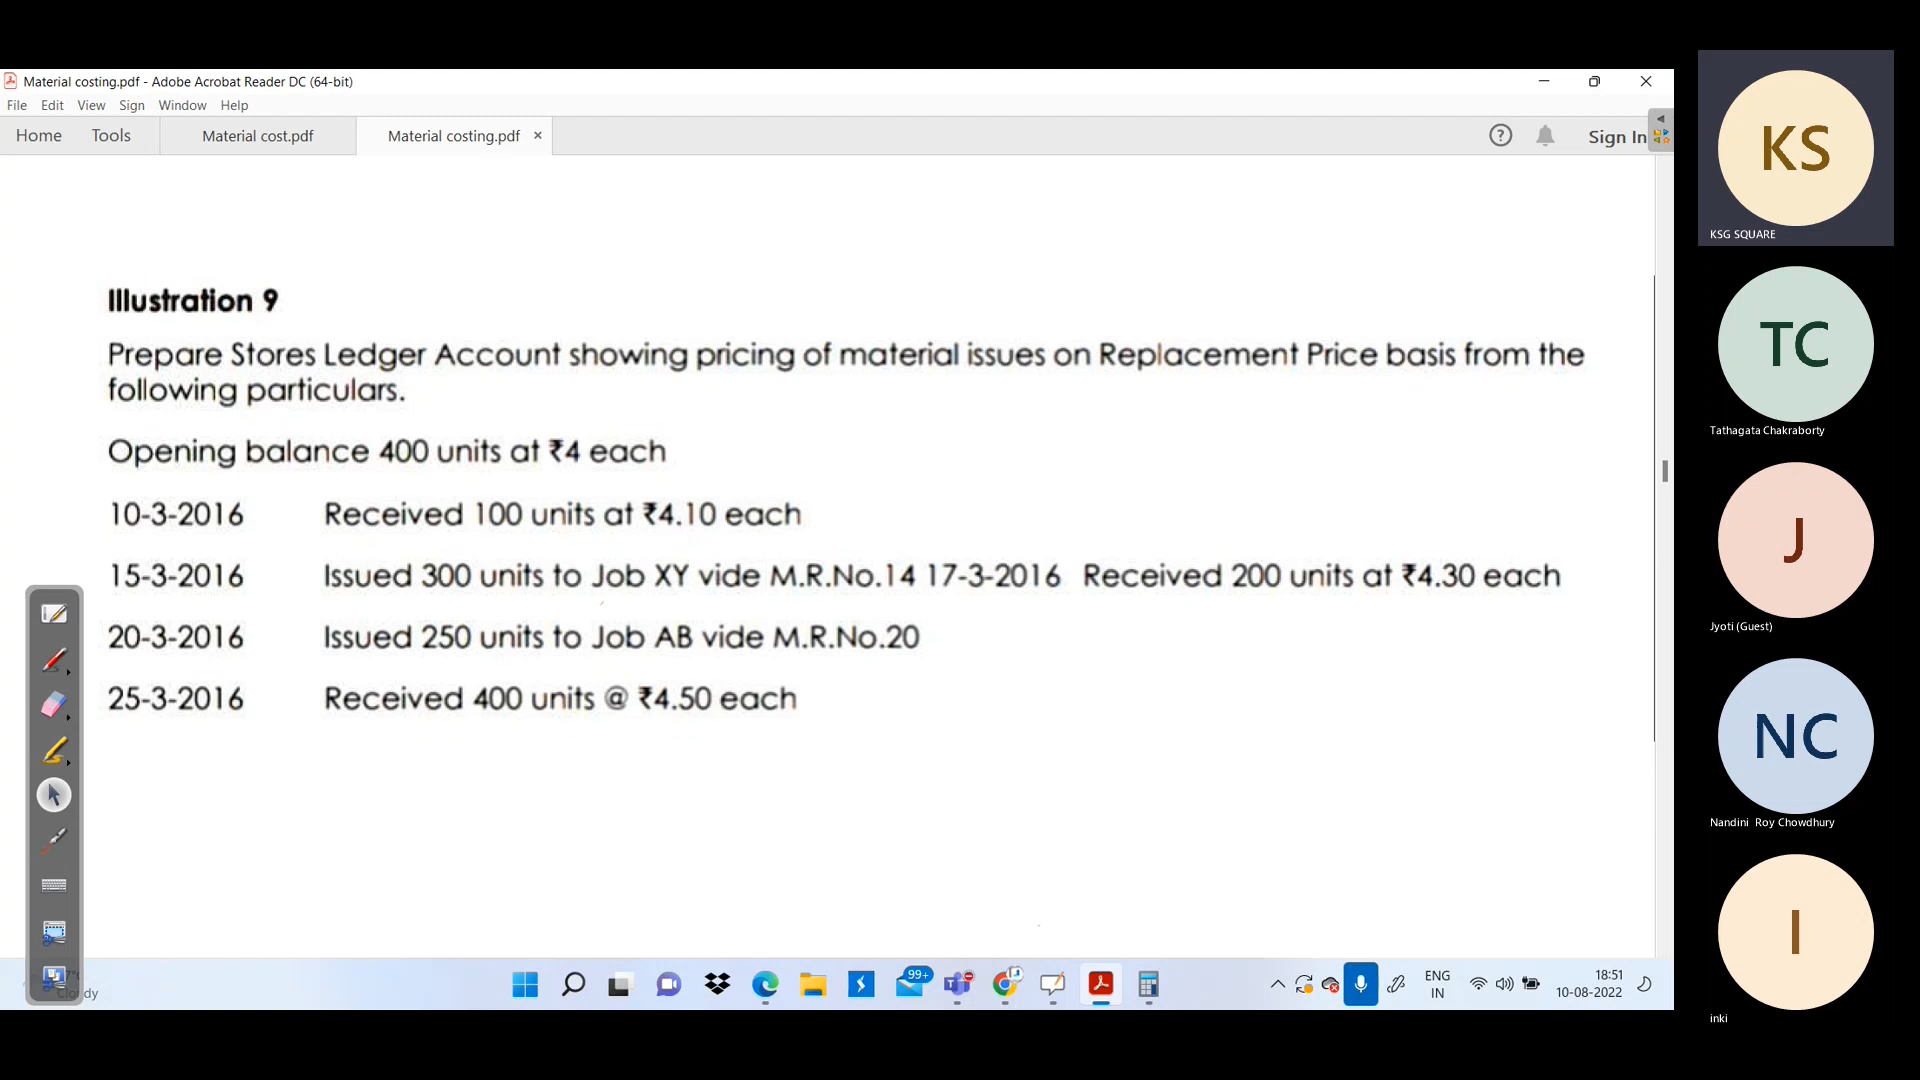 Material costing.pdf - Adobe Acrobat Reader DC (64-bit)
File Edit View Sign Window Help
Home Tools Material cost.pdf Material costing.pdf Sign In
Illustration 9
Prepare Stores Ledger Account showing pricing of material issues on Replacement Price basis from the
following particulars.
Opening balance 400 units at ₹4 each
10-3-2016 Received 100 units at ₹4.10 each
15-3-2016 Issued 300 units to Job XY vide M.R.No.14 17-3-2016 Received 200 units at ₹4.30 each
20-3-2016 Issued 250 units to Job AB vide M.R.No.20
25-3-2016 Received 400 units @ ₹4.50 each
99+
ENG
IN
18:51
10-08-2022
KS
KSG SQUARE
TC
Tathagata Chakraborty
J
Jyoti (Guest)
NC
Nandini Roy Chowdhury
I
inki